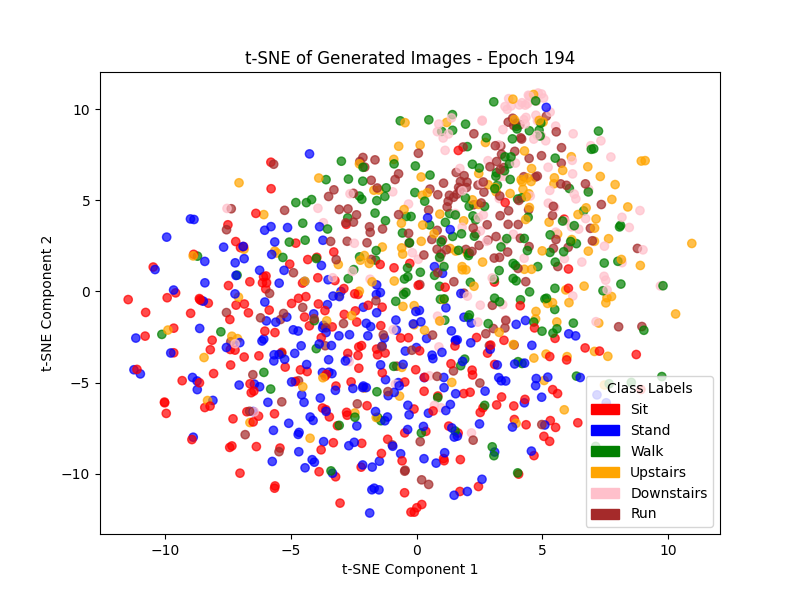 t-SNE of Generated Images - Epoch 194
10
5
0
−5
−10
t-SNE Component 2
−10
−5
0
5
10
t-SNE Component 1
Class Labels
Sit
Stand
Walk
Upstairs
Downstairs
Run